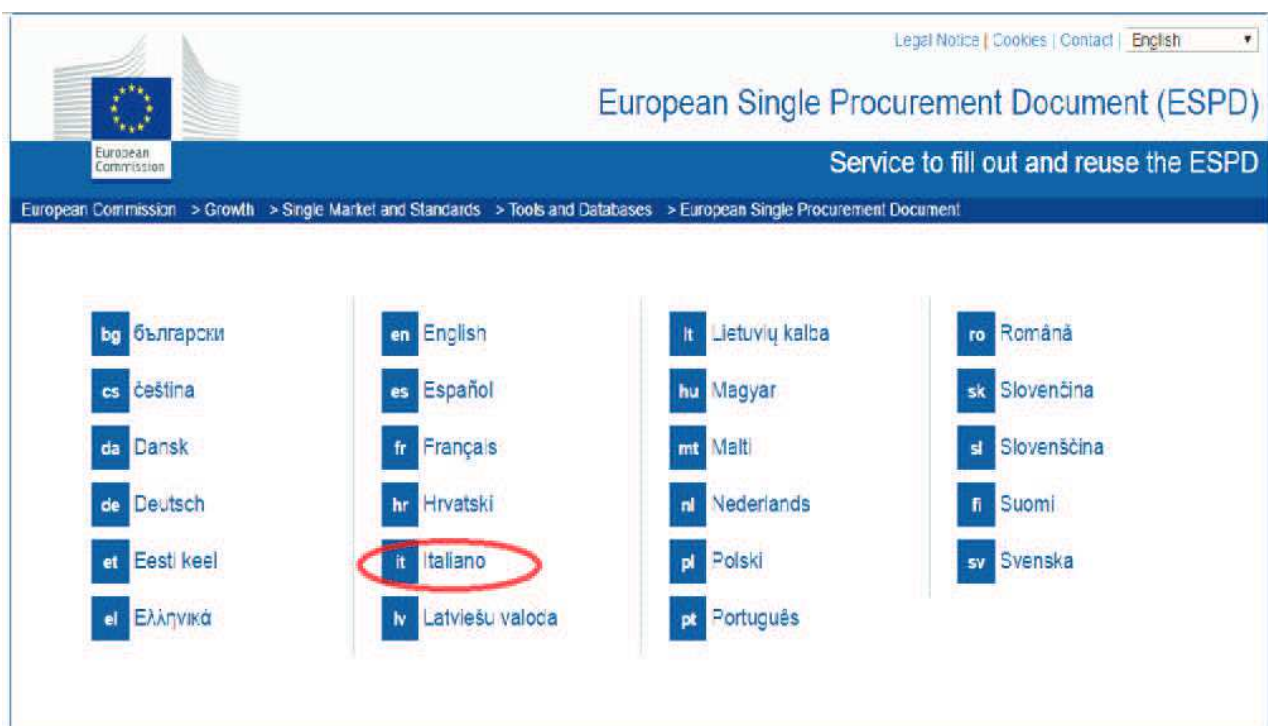 Legal Notice | Cookies | Contact | English
European Single Procurement Document (ESPD)
European
Commission
Service to fill out and reuse the ESPD
European Commission > Growth > Single Market and Standards > Tools and Databases > European Single Procurement Document
bg български
cs čeština
da Dansk
de Deutsch
et Eesti keel
el Ελληνικά
en English
es Español
fr Français
hr Hrvatski
it Italiano
lv Latviešu valoda
lt Lietuvių kalba
hu Magyar
mt Malti
nl Nederlands
pl Polski
pt Português
ro Română
sk Slovenčina
sl Slovenščina
fi Suomi
sv Svenska